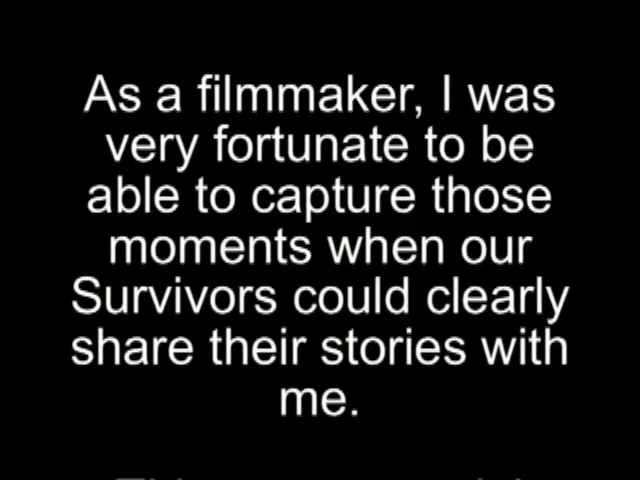 As a filmmaker, I was
very fortunate to be
able to capture those
moments when our
Survivors could clearly
share their stories with
me.